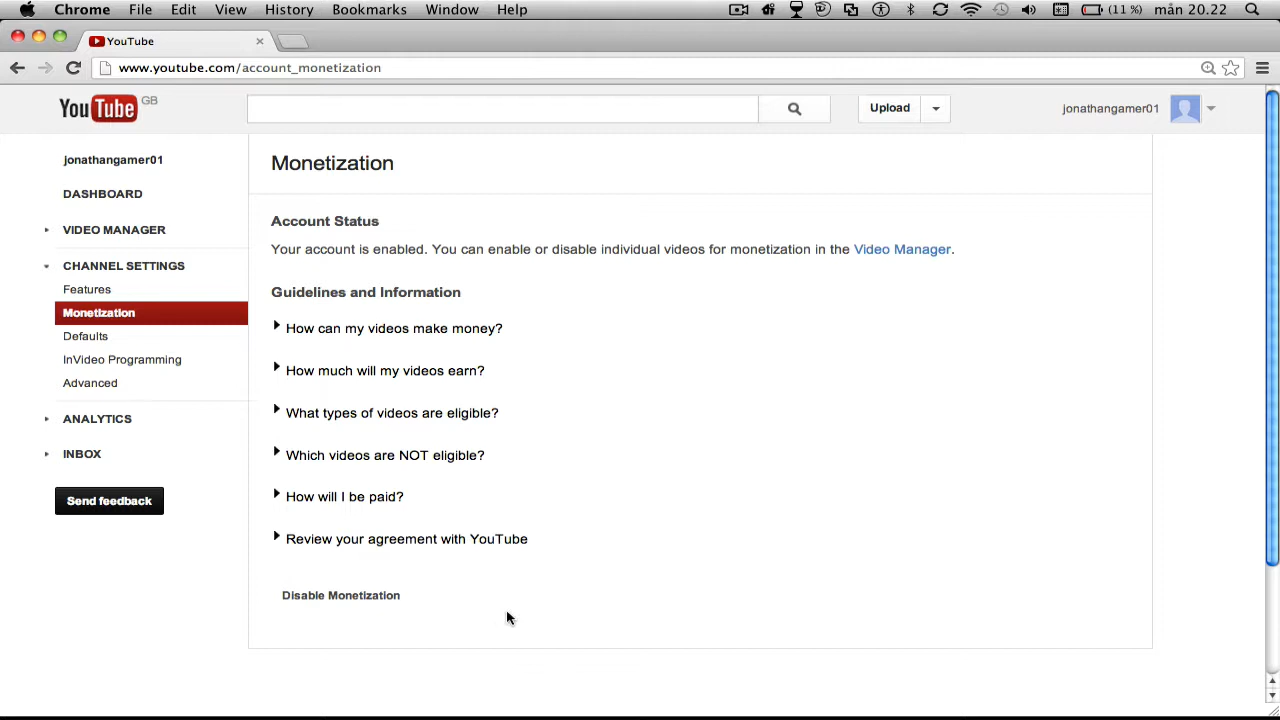 Chrome File Edit View History Bookmarks Window Help (11 %) mån 20.22
YouTube
www.youtube.com/account_monetization
YouTube GB Upload jonathangamer01
jonathangamer01
DASHBOARD
VIDEO MANAGER
CHANNEL SETTINGS
Features
Monetization
Defaults
InVideo Programming
Advanced
ANALYTICS
INBOX
Send feedback
Monetization
Account Status
Your account is enabled. You can enable or disable individual videos for monetization in the Video Manager.
Guidelines and Information
How can my videos make money?
How much will my videos earn?
What types of videos are eligible?
Which videos are NOT eligible?
How will I be paid?
Review your agreement with YouTube
Disable Monetization